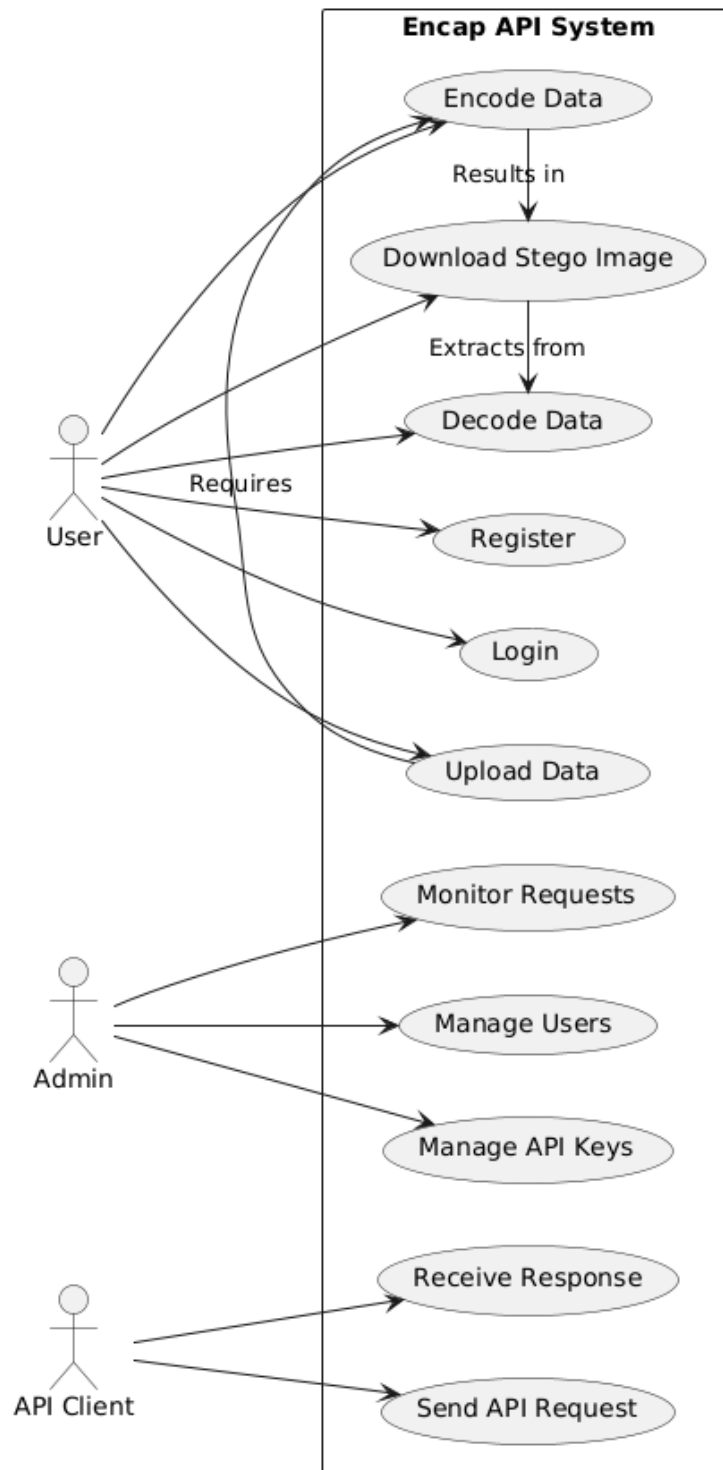 Encap API System
Encode Data
Results in
Download Stego Image
Extracts from
Decode Data
Requires
Register
User
Login
Upload Data
Monitor Requests
Manage Users
Admin
Manage API Keys
Receive Response
API Client
Send API Request